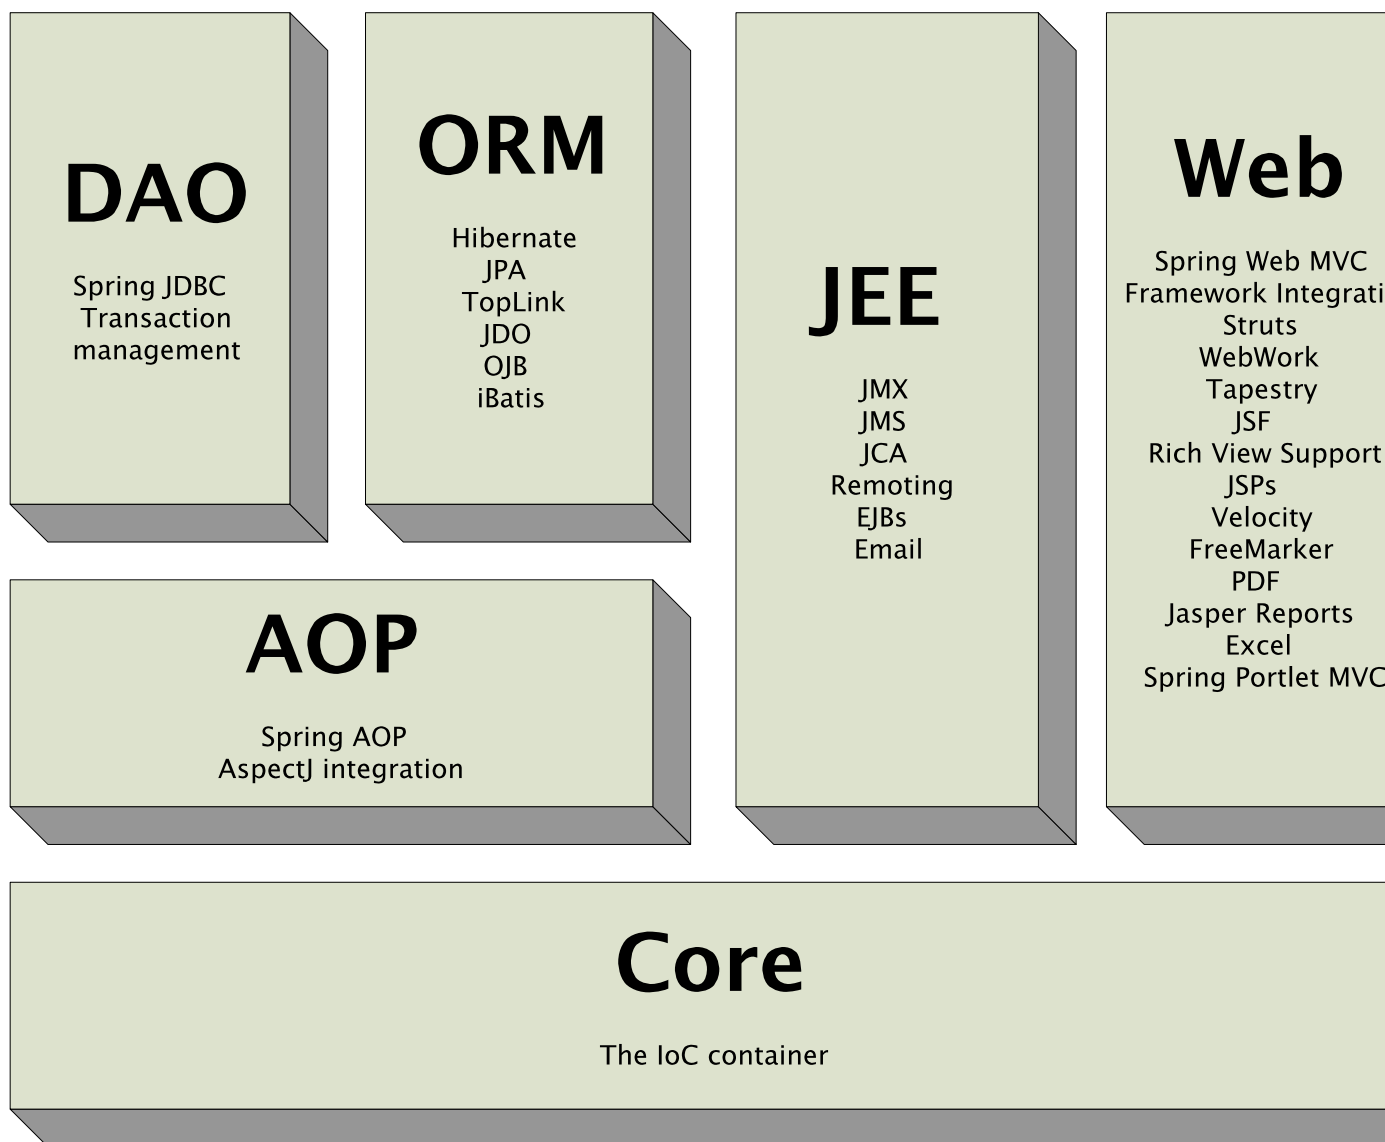 DAO
Spring JDBC
Transaction
management
ORM
Hibernate
JPA
TopLink
JDO
OJB
iBatis
JEE
JMX
JMS
JCA
Remoting
EJBs
Email
Web
Spring Web MVC
Framework Integrati
Struts
WebWork
Tapestry
JSF
Rich View Support
JSPs
Velocity
FreeMarker
PDF
Jasper Reports
Excel
Spring Portlet MVC
AOP
Spring AOP
AspectJ integration
Core
The IoC container